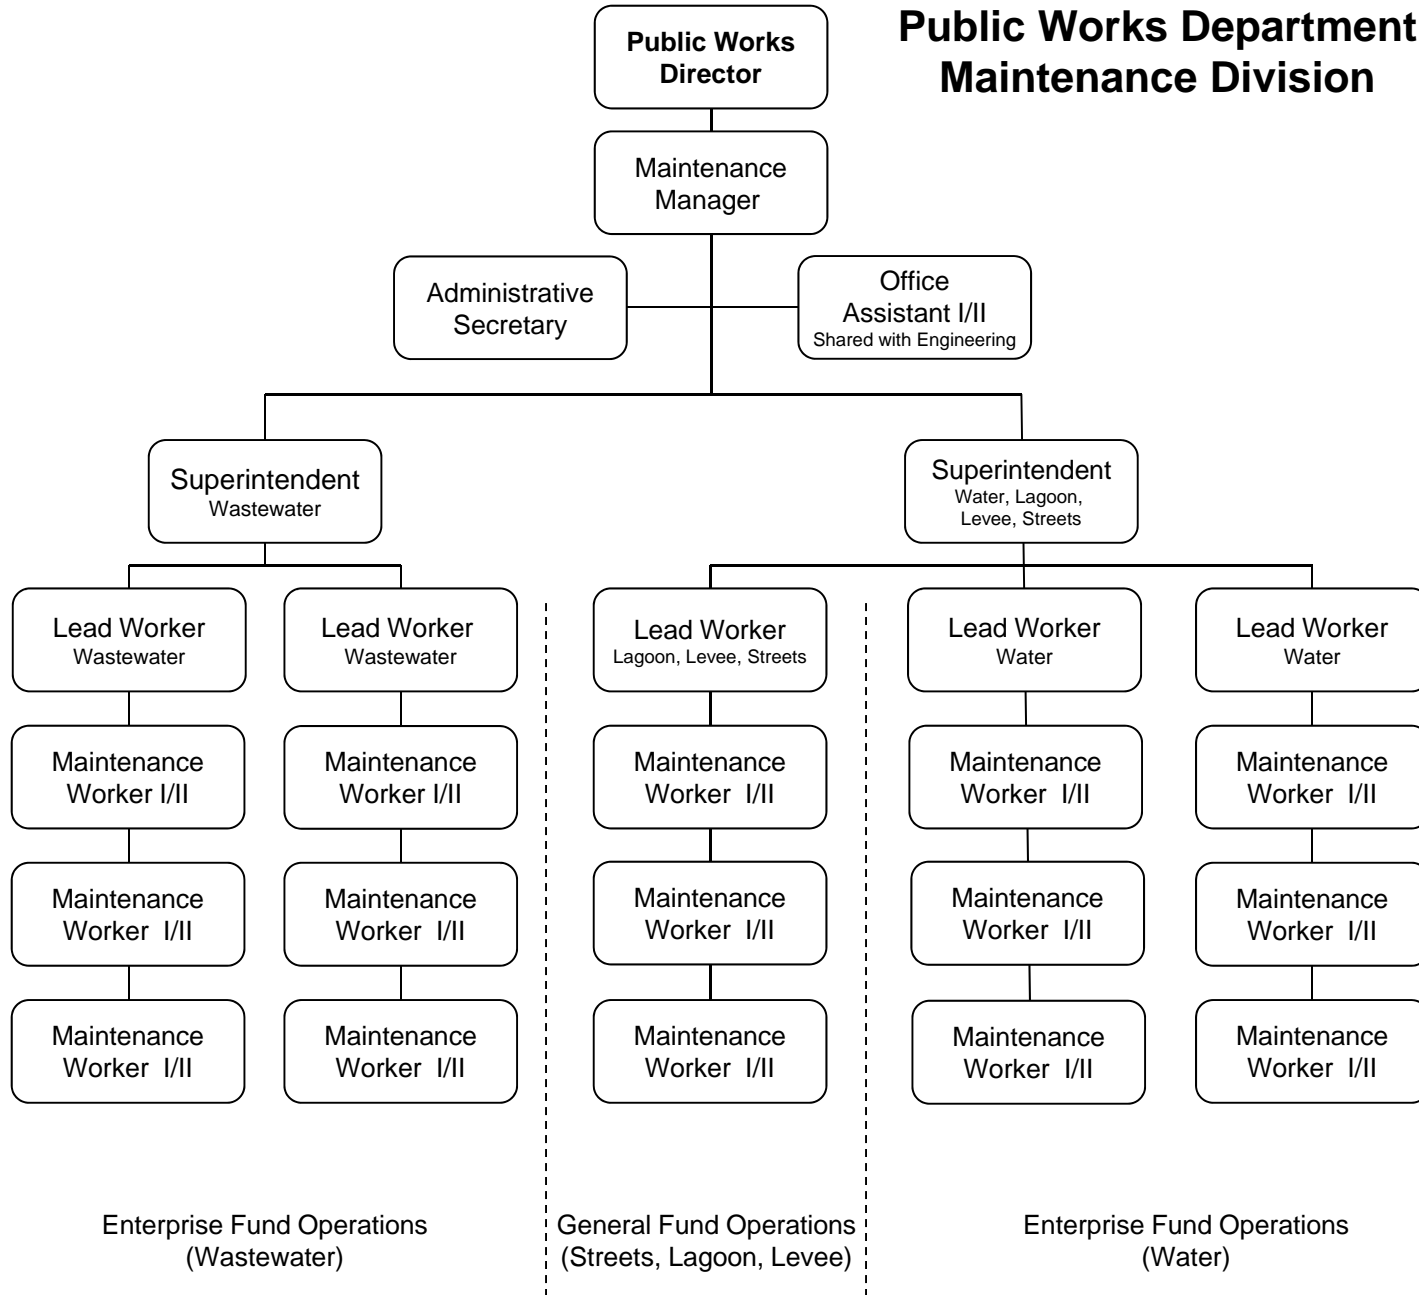 Public Works Department
Maintenance Division
Public Works
Director
Maintenance
Manager
Administrative
Secretary
Office
Assistant I/II
Shared with Engineering
Superintendent
Wastewater
Superintendent
Water, Lagoon,
Levee, Streets
Lead Worker
Wastewater
Lead Worker
Wastewater
Lead Worker
Lagoon, Levee, Streets
Lead Worker
Water
Lead Worker
Water
Maintenance
Worker I/II
Maintenance
Worker I/II
Maintenance
Worker I/II
Maintenance
Worker I/II
Maintenance
Worker I/II
Maintenance
Worker I/II
Maintenance
Worker I/II
Maintenance
Worker I/II
Maintenance
Worker I/II
Maintenance
Worker I/II
Maintenance
Worker I/II
Maintenance
Worker I/II
Maintenance
Worker I/II
Maintenance
Worker I/II
Maintenance
Worker I/II
Enterprise Fund Operations
(Wastewater)
General Fund Operations
(Streets, Lagoon, Levee)
Enterprise Fund Operations
(Water)